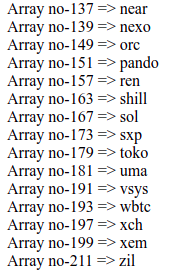 Array no-137 => near
Array no-139 => nexo
Array no-149 => orc
Array no-151 => pando
Array no-157 => ren
Array no-163 => shill
Array no-167 => sol
Array no-173 => sxp
Array no-179 => toko
Array no-181 => uma
Array no-191 => vsys
Array no-193 => wbtc
Array no-197 => xch
Array no-199 => xem
Array no-211 => zil